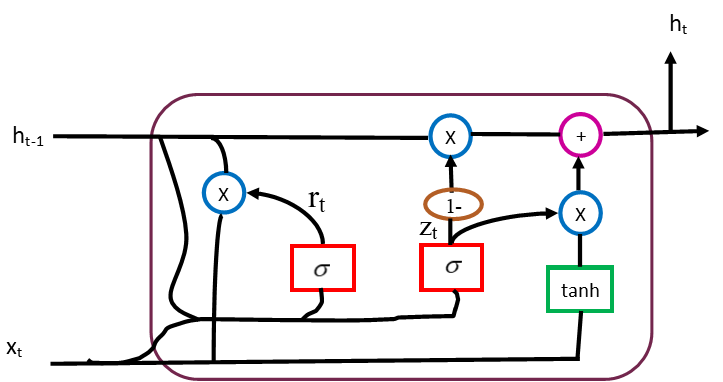 hₜ
hₜ₋₁
X
+
X
rₜ
1-
zₜ
X
σ
σ
tanh
xₜ